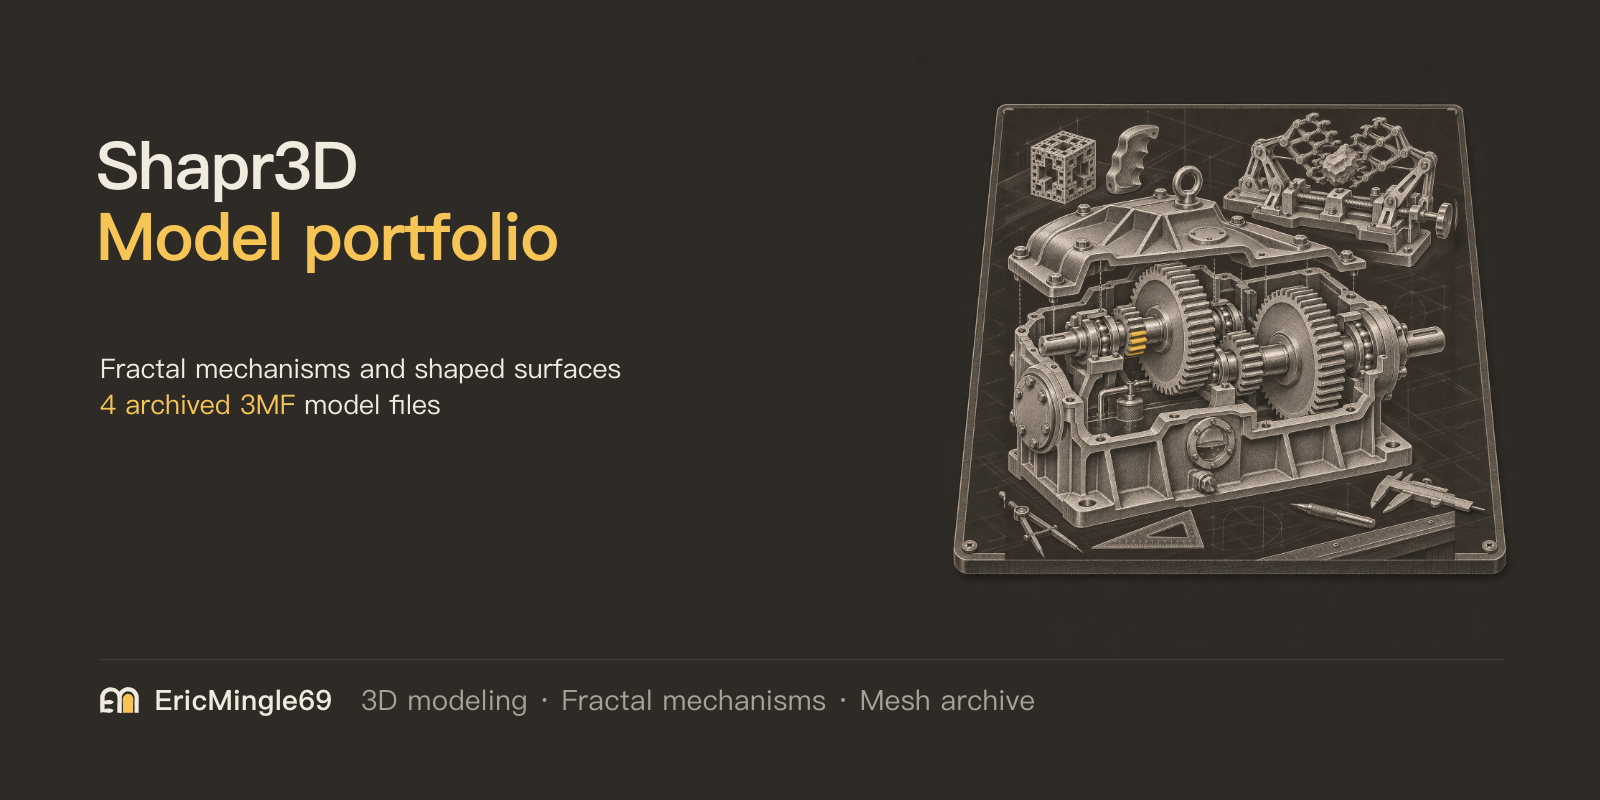 Shapr3D
Model portfolio
Fractal mechanisms and shaped surfaces
4 archived 3MF model files
EricMingle69 3D modeling · Fractal mechanisms · Mesh archive